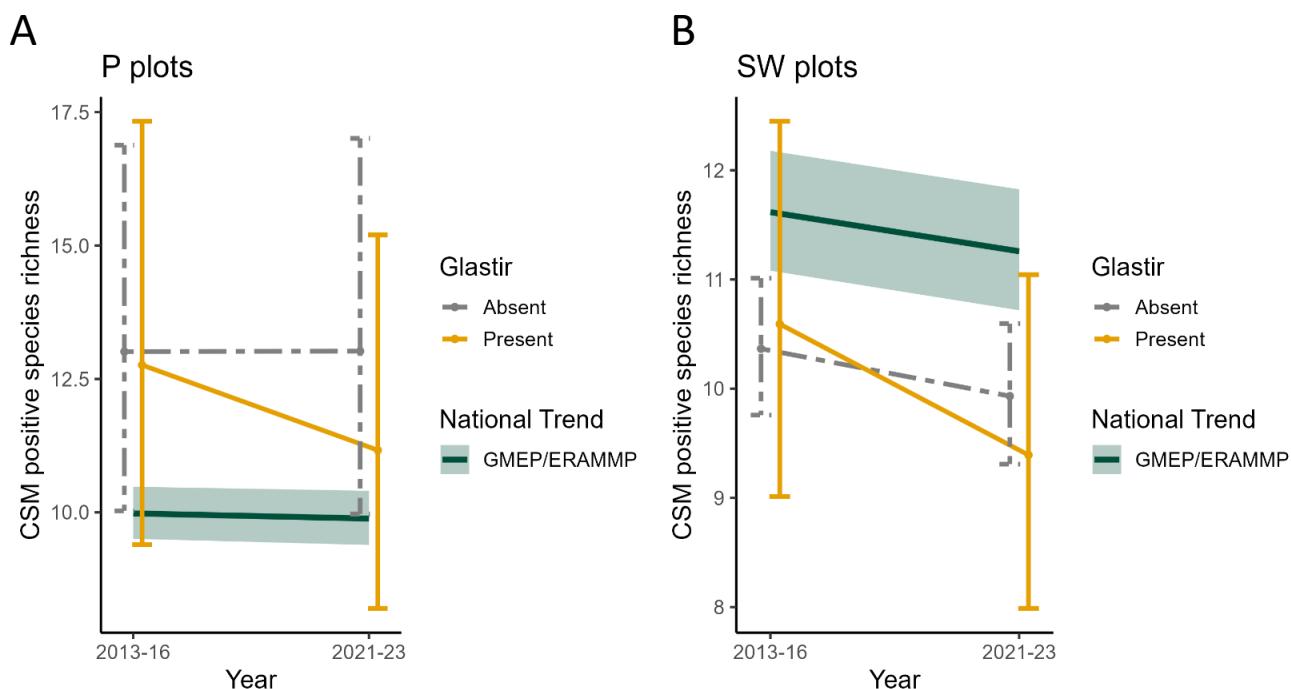 A
P plots
CSM positive species richness
17.5
15.0
12.5
10.0
2013-16
2021-23
Year
Glastir
Absent
Present
National Trend
GMEP/ERAMMP
B
SW plots
CSM positive species richness
12
11
10
9
8
2013-16
2021-23
Year
Glastir
Absent
Present
National Trend
GMEP/ERAMMP